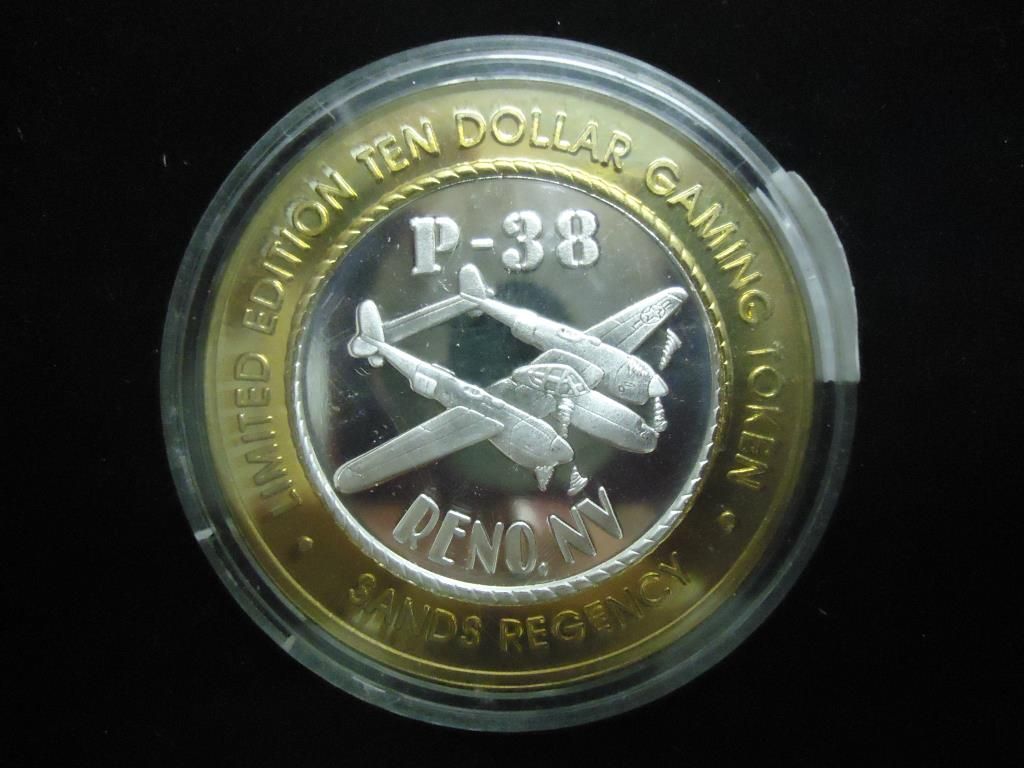 LIMITED EDITION TEN DOLLAR GAMING TOKEN
P-38
RENO, NV
SANDS REGENCY